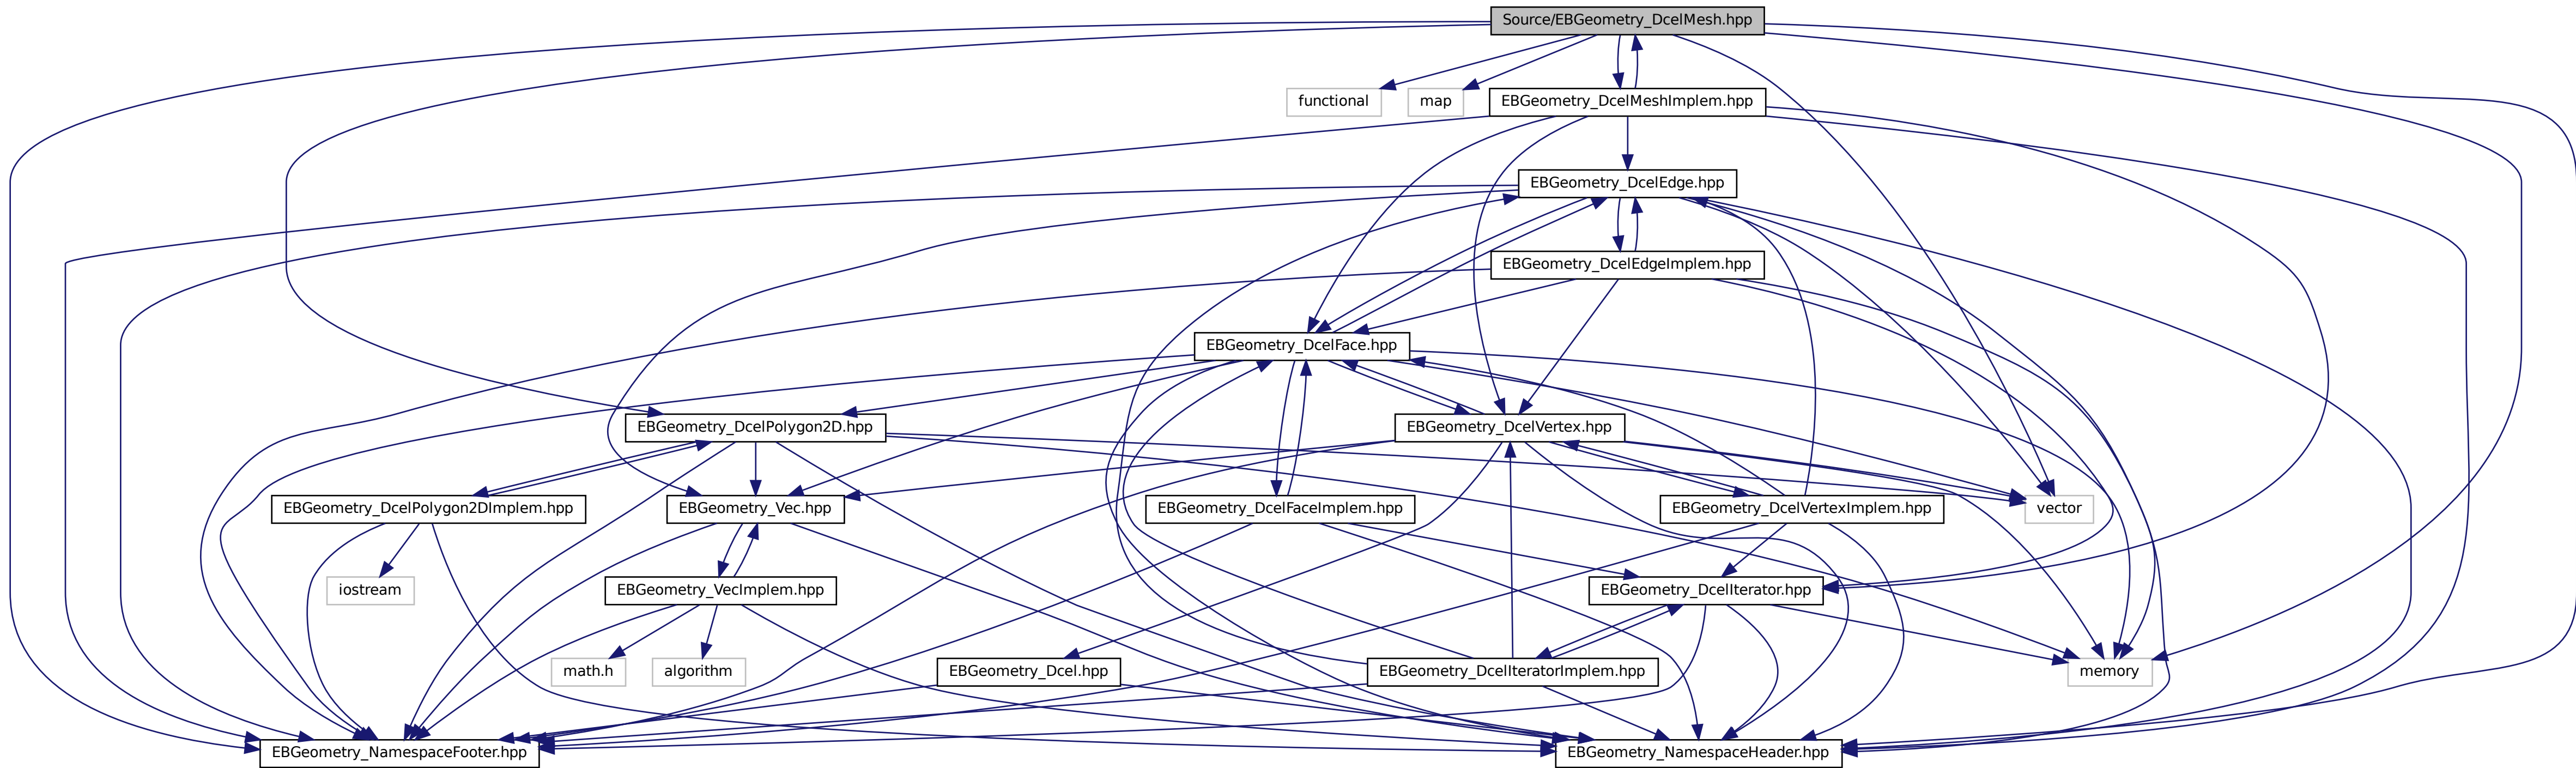 Source/EBGeometry_DcelMesh.hpp
functional
map
EBGeometry_DcelMeshImplem.hpp
EBGeometry_DcelEdge.hpp
EBGeometry_DcelEdgeImplem.hpp
EBGeometry_DcelFace.hpp
EBGeometry_DcelPolygon2D.hpp
EBGeometry_DcelVertex.hpp
EBGeometry_DcelPolygon2DImplem.hpp
EBGeometry_Vec.hpp
EBGeometry_DcelFaceImplem.hpp
EBGeometry_DcelVertexImplem.hpp
vector
iostream
EBGeometry_VecImplem.hpp
EBGeometry_DcelIterator.hpp
math.h
algorithm
EBGeometry_Dcel.hpp
EBGeometry_DcelIteratorImplem.hpp
memory
EBGeometry_NamespaceFooter.hpp
EBGeometry_NamespaceHeader.hpp